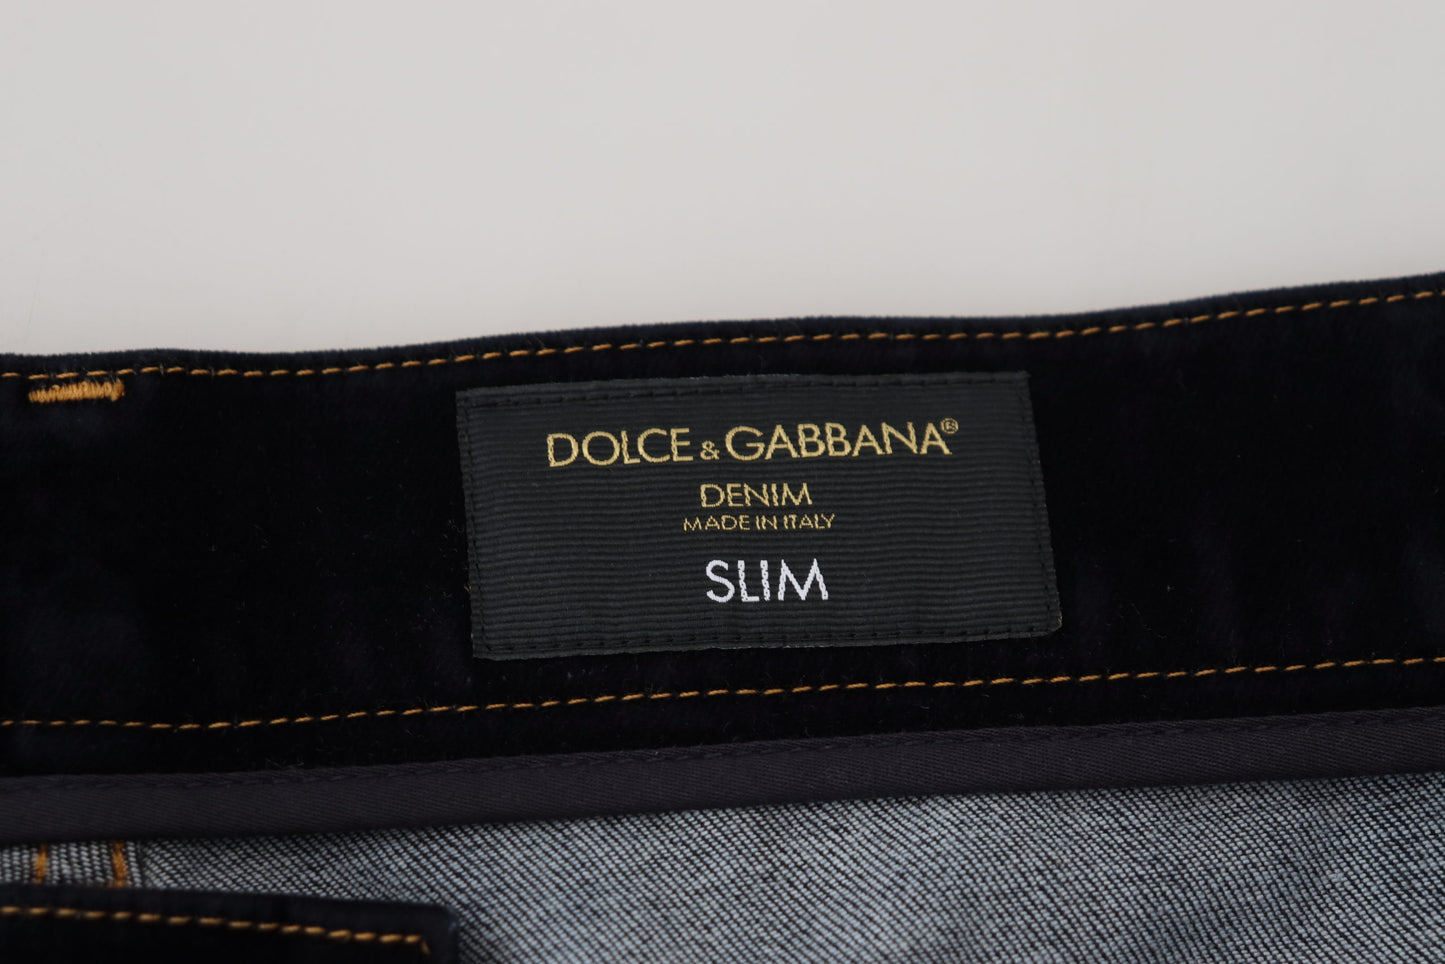 DOLCE & GABBANA®
DENIM
MADE IN ITALY
SLIM